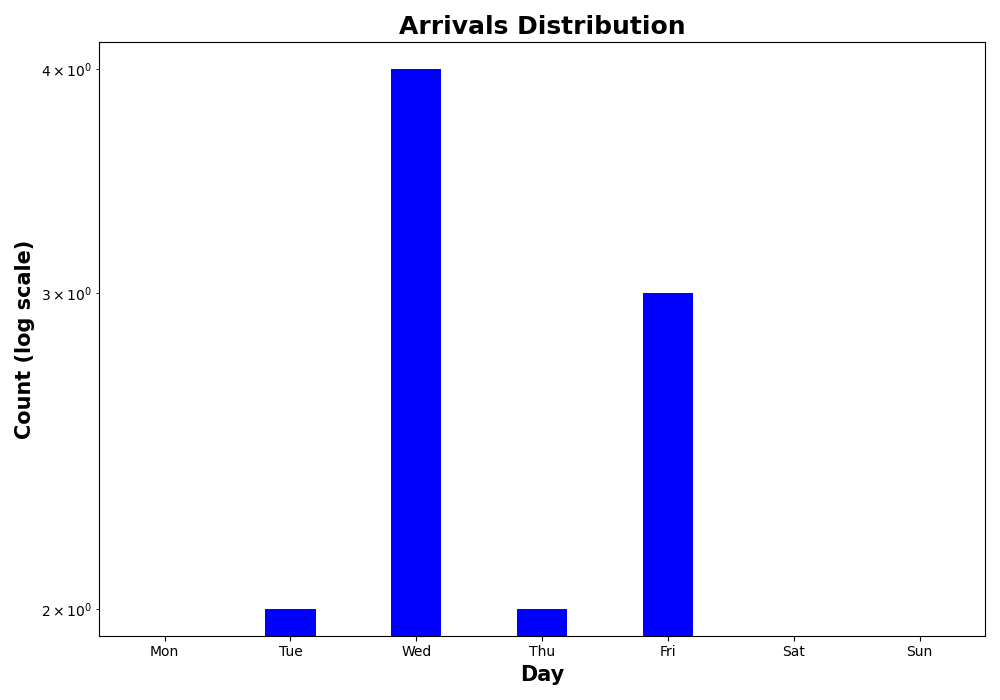 Arrivals Distribution
Count (log scale)
4 × 10⁰
3 × 10⁰
2 × 10⁰
Mon Tue Wed Thu Fri Sat Sun
Day